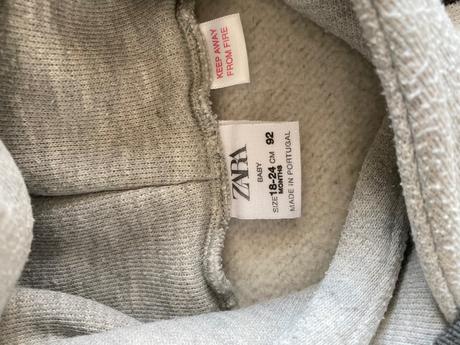 KEEP AWAY
FROM FIRE
ZARA
BABY
SIZE 18-24 MONTHS CM 92
MADE IN PORTUGAL